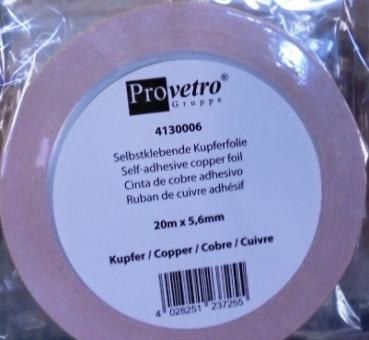 Provetro®
Gruppe
4130006
Selbstklebende Kupferfolie
Self-adhesive copper foil
Cinta de cobre adhesivo
Ruban de cuivre adhésif
20m x 5,6mm
Kupfer / Copper / Cobre / Cuivre
4 028251 237255